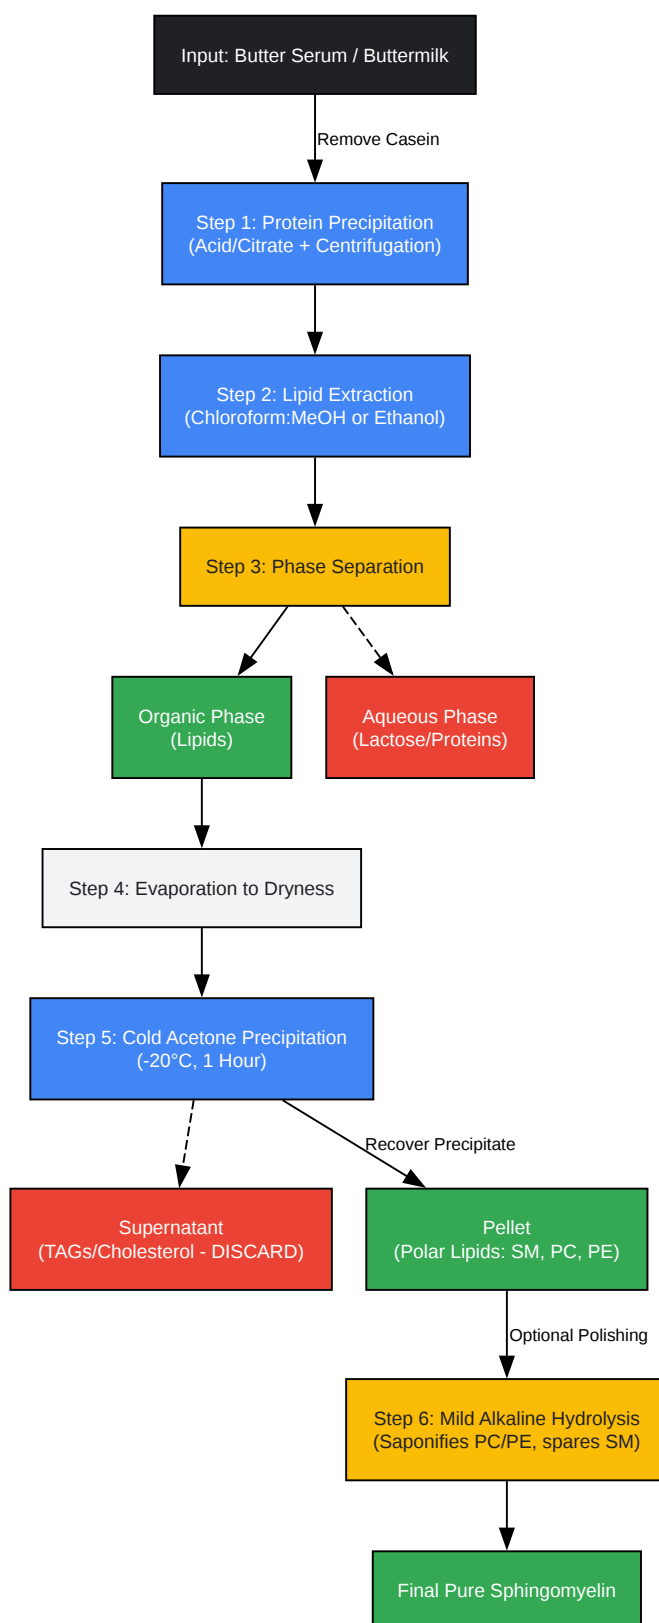 Input: Butter Serum / Buttermilk
Remove Casein
Step 1: Protein Precipitation
(Acid/Citrate + Centrifugation)
Step 2: Lipid Extraction
(Chloroform:MeOH or Ethanol)
Step 3: Phase Separation
Organic Phase
(Lipids)
Aqueous Phase
(Lactose/Proteins)
Step 4: Evaporation to Dryness
Step 5: Cold Acetone Precipitation
(-20°C, 1 Hour)
Recover Precipitate
Supernatant
(TAGs/Cholesterol - DISCARD)
Pellet
(Polar Lipids: SM, PC, PE)
Optional Polishing
Step 6: Mild Alkaline Hydrolysis
(Saponifies PC/PE, spares SM)
Final Pure Sphingomyelin